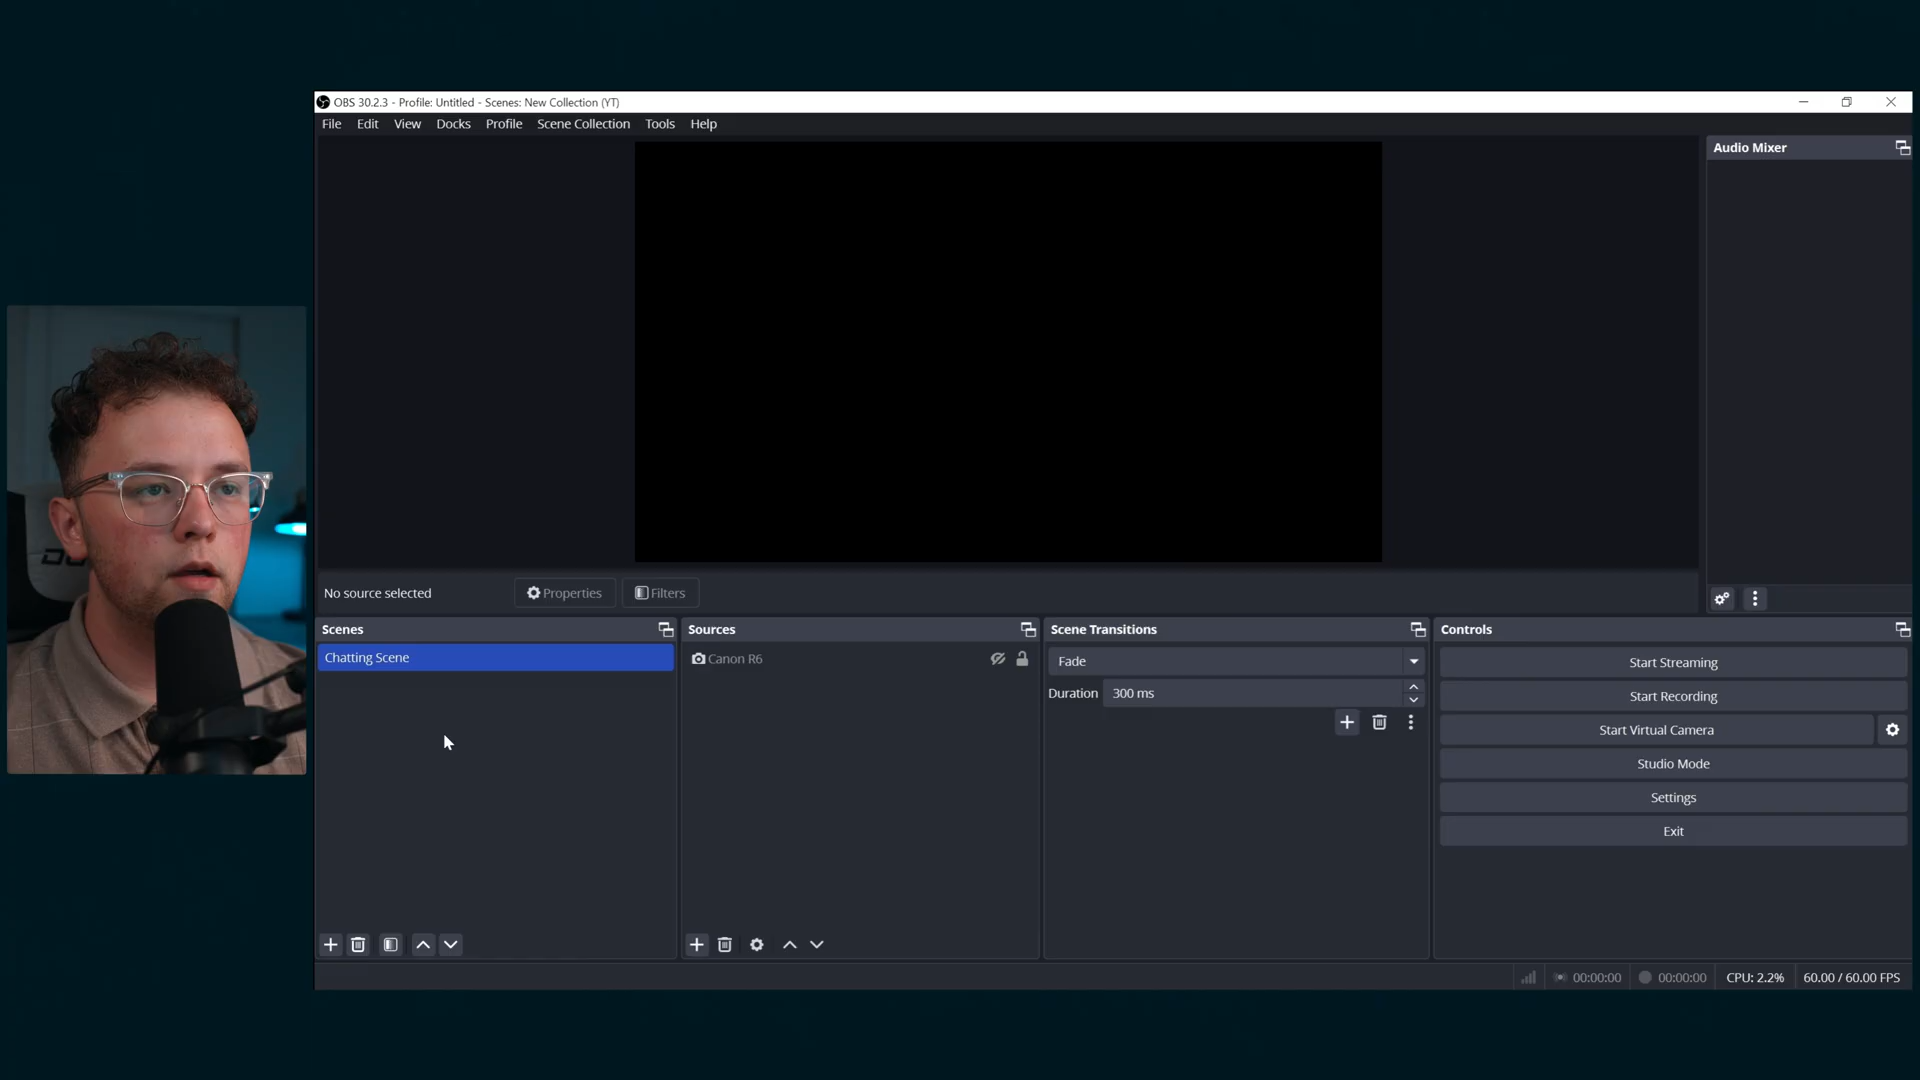 OBS 30.2.3 - Profile: Untitled - Scenes: New Collection (YT)
File Edit View Docks Profile Scene Collection Tools Help
Audio Mixer
No source selected Properties Filters
Scenes
Chatting Scene
Sources
Canon R6
Scene Transitions
Fade
Duration 300 ms
Controls
Start Streaming
Start Recording
Start Virtual Camera
Studio Mode
Settings
Exit
00:00:00 00:00:00 CPU: 2.2% 60.00 / 60.00 FPS